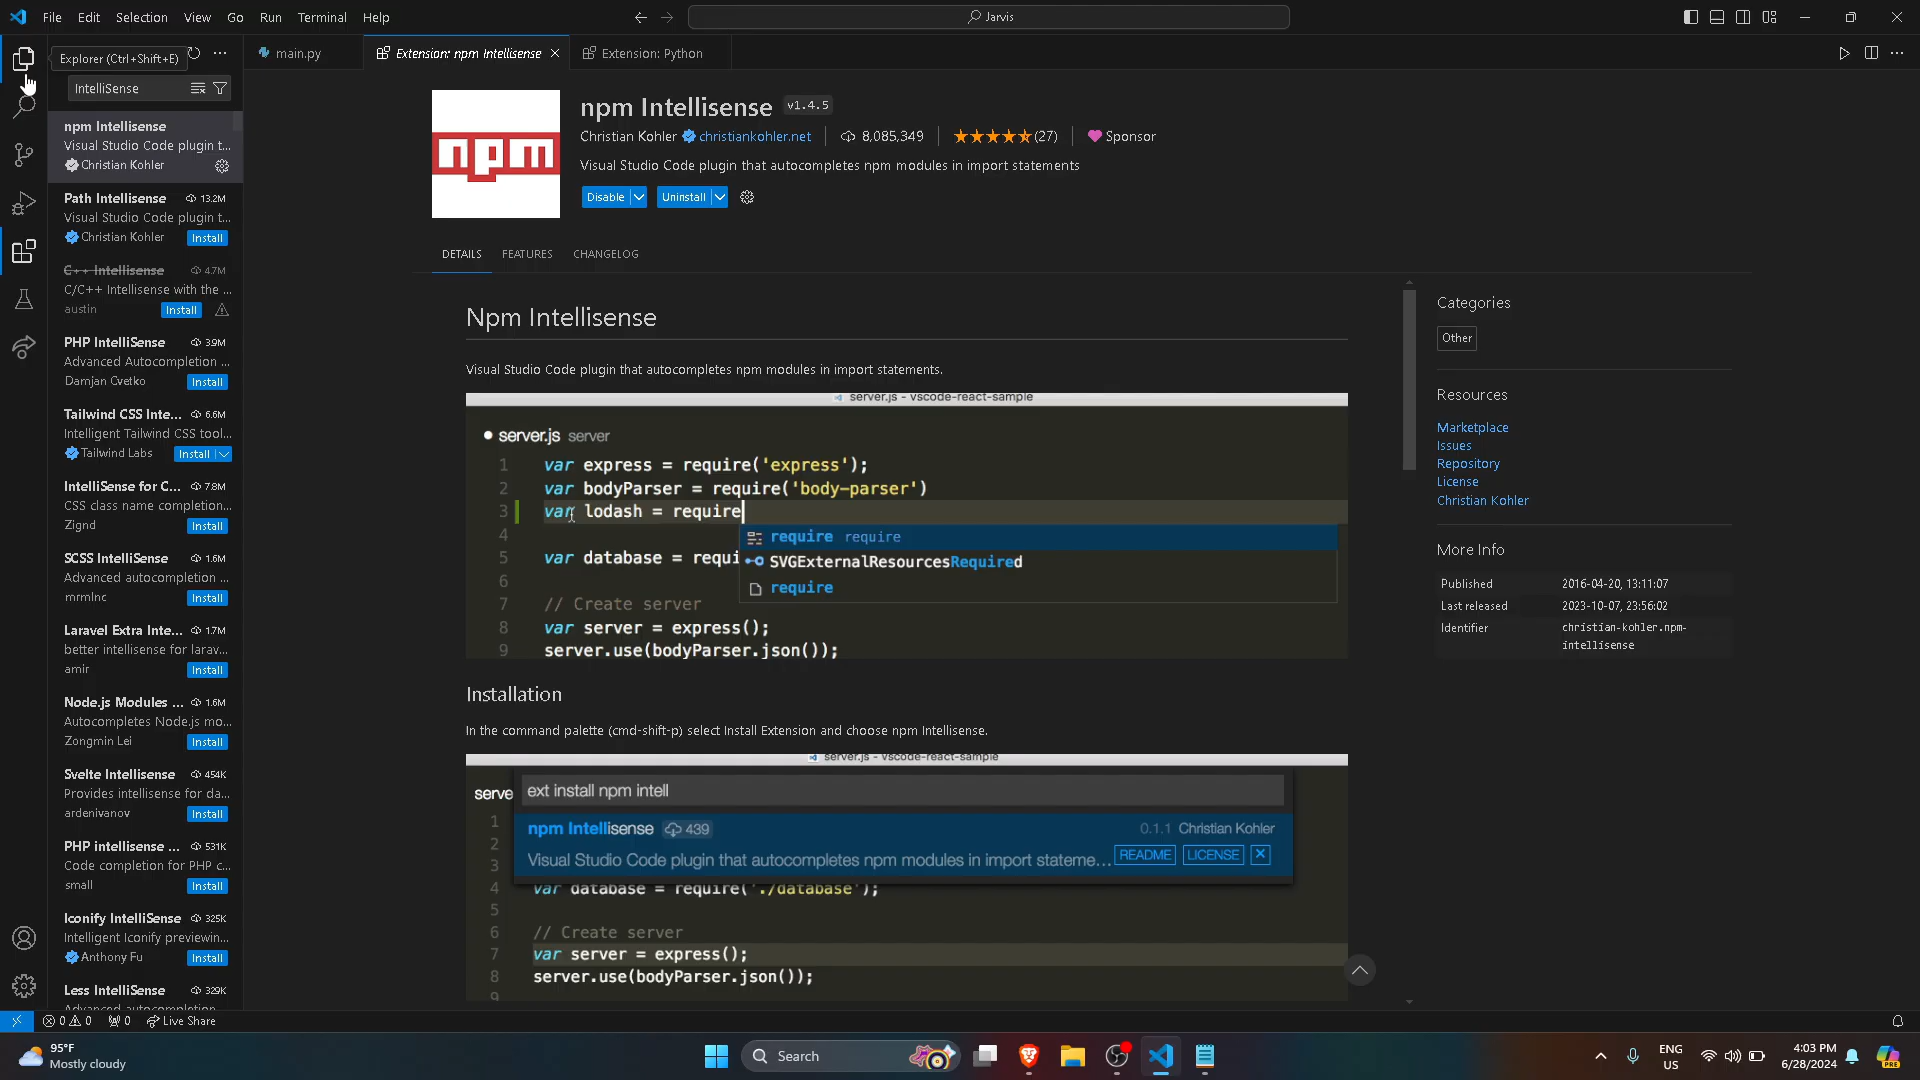 File Edit Selection View Go Run Terminal Help
Jarvis
Explorer (Ctrl+Shift+E)
main.py
Extension: npm Intellisense
Extension: Python
IntelliSense
npm Intellisense
Visual Studio Code plugin t...
Christian Kohler
Path Intellisense 13.2M
Visual Studio Code plugin t...
Christian Kohler Install
C++ Intellisense 4.7M
C/C++ Intellisense with the ...
austin Install
PHP IntelliSense 3.9M
Advanced Autocompletion ...
Damjan Cvetko Install
Tailwind CSS Inte... 6.6M
Intelligent Tailwind CSS tool...
Tailwind Labs Install
IntelliSense for C... 7.8M
CSS class name completion...
Zignd Install
SCSS IntelliSense 1.6M
Advanced autocompletion ...
mrmlnc Install
Laravel Extra Inte... 1.7M
better intellisense for larav...
amir Install
Node.js Modules ... 1.6M
Autocompletes Node.js mo...
Zongmin Lei Install
Svelte Intellisense 454K
Provides intellisense for da...
ardenivanov Install
PHP intellisense ... 531K
Code completion for PHP c...
small Install
Iconify IntelliSense 325K
Intelligent Iconify previewin...
Anthony Fu Install
Less IntelliSense 329K
Advanced autocompletion
npm
npm Intellisense v1.4.5
Christian Kohler christiankohler.net 8,085,349 (27) Sponsor
Visual Studio Code plugin that autocompletes npm modules in import statements
Disable Uninstall
DETAILS FEATURES CHANGELOG
Npm Intellisense
Visual Studio Code plugin that autocompletes npm modules in import statements.
server.js - vscode-react-sample
server.js server
1 var express = require('express');
2 var bodyParser = require('body-parser')
3 var lodash = require
4
require require
5 var database = requi
SVGExternalResourcesRequired
6
require
7 // Create server
8 var server = express();
9 server.use(bodyParser.json());
Installation
In the command palette (cmd-shift-p) select Install Extension and choose npm Intellisense.
server.js - vscode-react-sample
serve
ext install npm intell
1
npm Intellisense 439 0.1.1 Christian Kohler
2
3
Visual Studio Code plugin that autocompletes npm modules in import stateme... README LICENSE
4 var database = require('./database');
5
6 // Create server
7 var server = express();
8 server.use(bodyParser.json());
9
Categories
Other
Resources
Marketplace
Issues
Repository
License
Christian Kohler
More Info
Published 2016-04-20, 13:11:07
Last released 2023-10-07, 23:56:02
Identifier christian-kohler.npm-
intellisense
0 0 0 Live Share
95°F
Mostly cloudy
Search
ENG
US
4:03 PM
6/28/2024
PRE